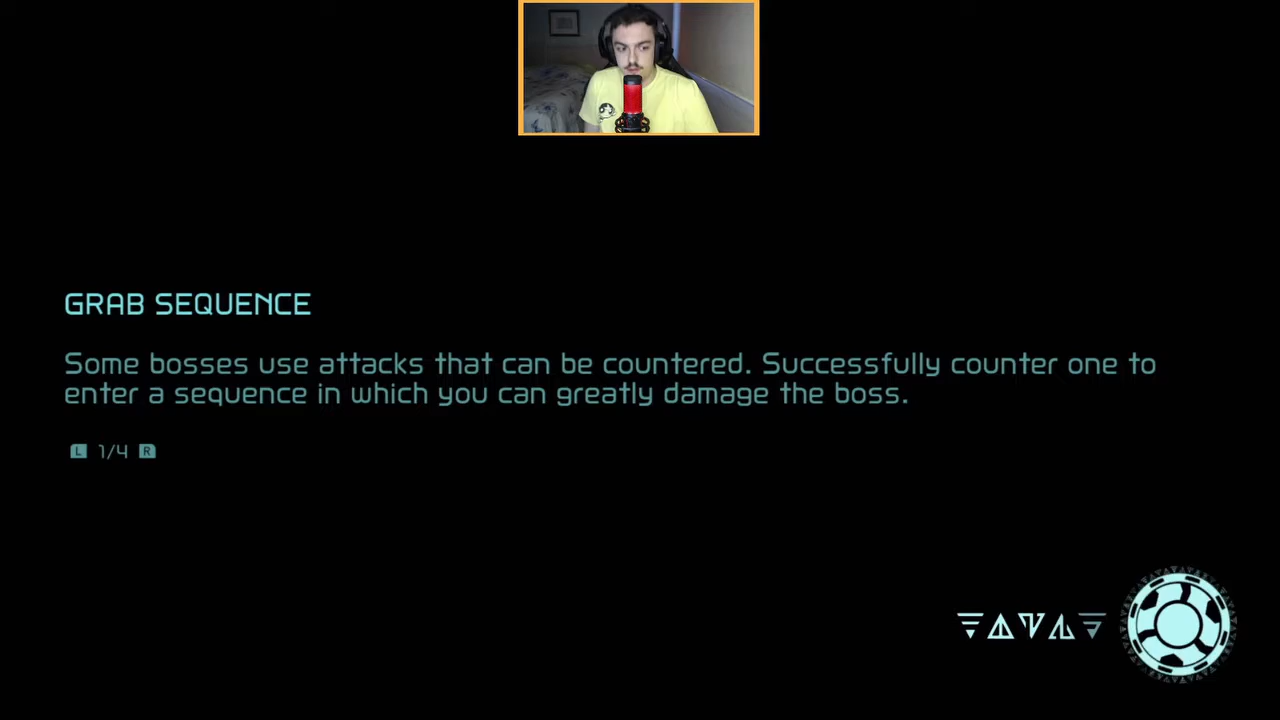 GRAB SEQUENCE
Some bosses use attacks that can be countered. Successfully counter one to
enter a sequence in which you can greatly damage the boss.
L 1/4 R